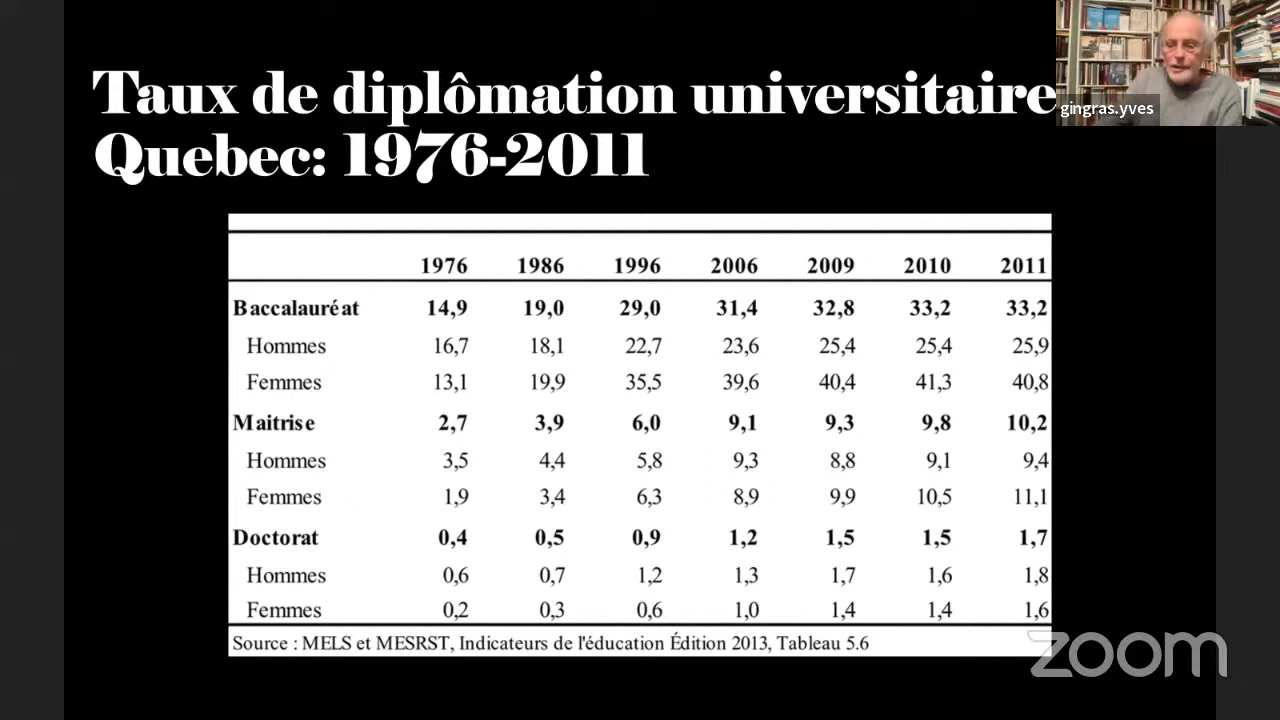 Taux de diplômation universitaire
Quebec: 1976-2011
gingras.yves
1976 1986 1996 2006 2009 2010 2011
Baccalauréat 14,9 19,0 29,0 31,4 32,8 33,2 33,2
Hommes 16,7 18,1 22,7 23,6 25,4 25,4 25,9
Femmes 13,1 19,9 35,5 39,6 40,4 41,3 40,8
Maitrise 2,7 3,9 6,0 9,1 9,3 9,8 10,2
Hommes 3,5 4,4 5,8 9,3 8,8 9,1 9,4
Femmes 1,9 3,4 6,3 8,9 9,9 10,5 11,1
Doctorat 0,4 0,5 0,9 1,2 1,5 1,5 1,7
Hommes 0,6 0,7 1,2 1,3 1,7 1,6 1,8
Femmes 0,2 0,3 0,6 1,0 1,4 1,4 1,6
Source : MELS et MESRST, Indicateurs de l'éducation Édition 2013, Tableau 5.6
zoom